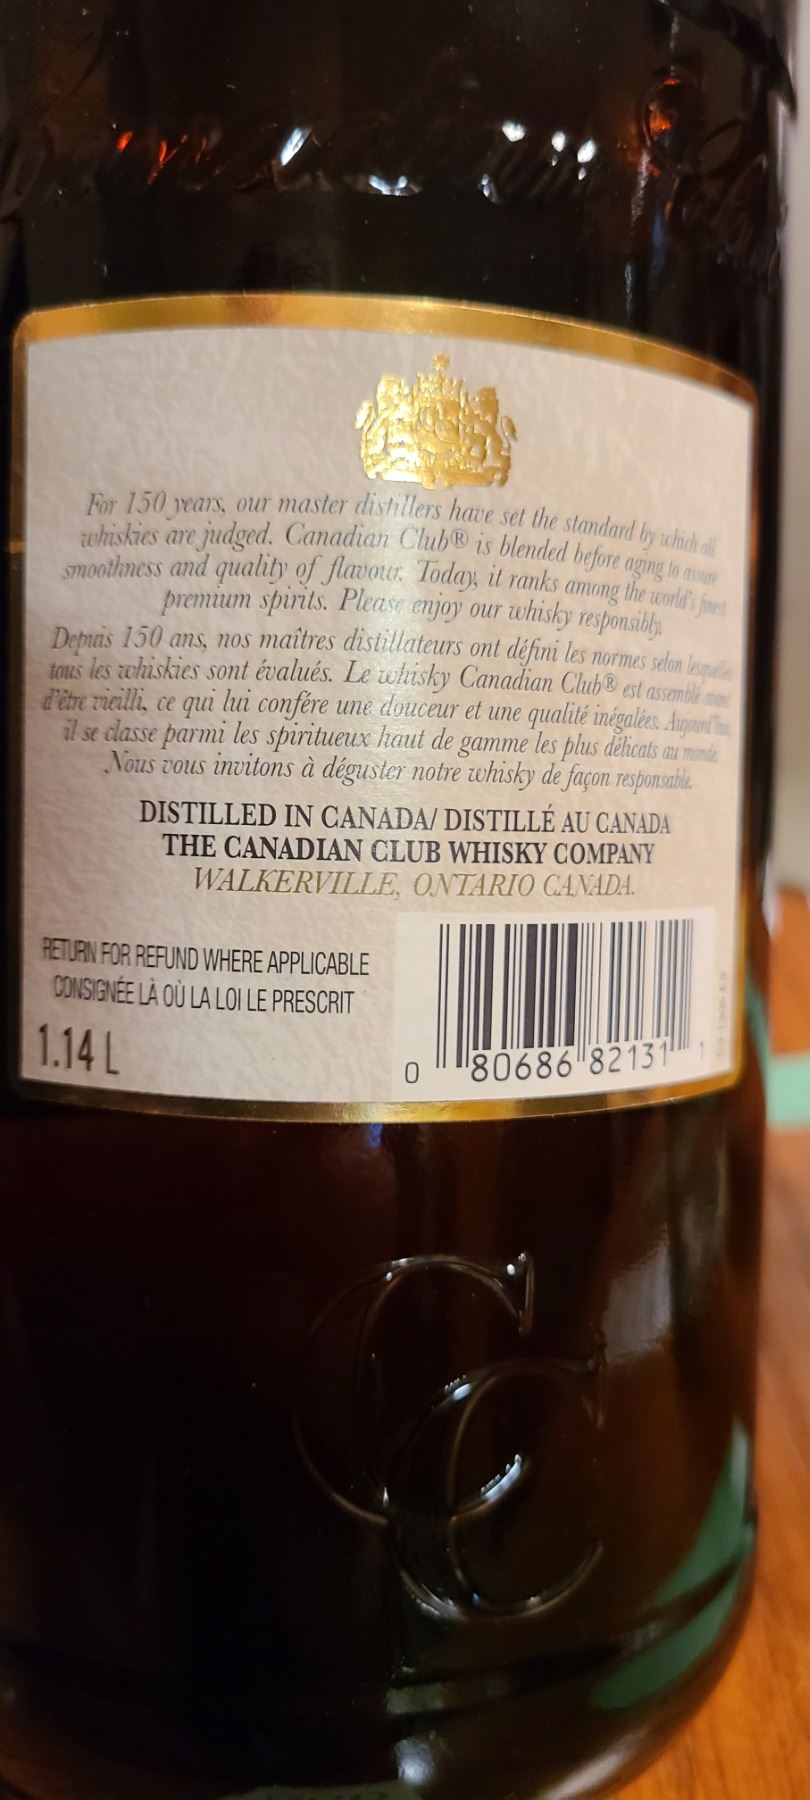 For 150 years, our master distillers have set the standard by which all
whiskies are judged. Canadian Club® is blended before aging to assure
smoothness and quality of flavour. Today, it ranks among the world's finest
premium spirits. Please enjoy our whisky responsibly.
Depuis 150 ans, nos maîtres distillateurs ont défini les normes selon lesquelles
tous les whiskies sont évalués. Le whisky Canadian Club® est assemblé avant
d'être vieilli, ce qui lui confére une douceur et une qualité inégalées. Aujourd'hui,
il se classe parmi les spiritueux haut de gamme les plus délicats au monde.
Nous vous invitons à déguster notre whisky de façon responsable.
DISTILLED IN CANADA/ DISTILLÉ AU CANADA
THE CANADIAN CLUB WHISKY COMPANY
WALKERVILLE, ONTARIO CANADA.
RETURN FOR REFUND WHERE APPLICABLE
CONSIGNÉE LÀ OÙ LA LOI LE PRESCRIT
1.14 L
0 80686 82131 1
CC